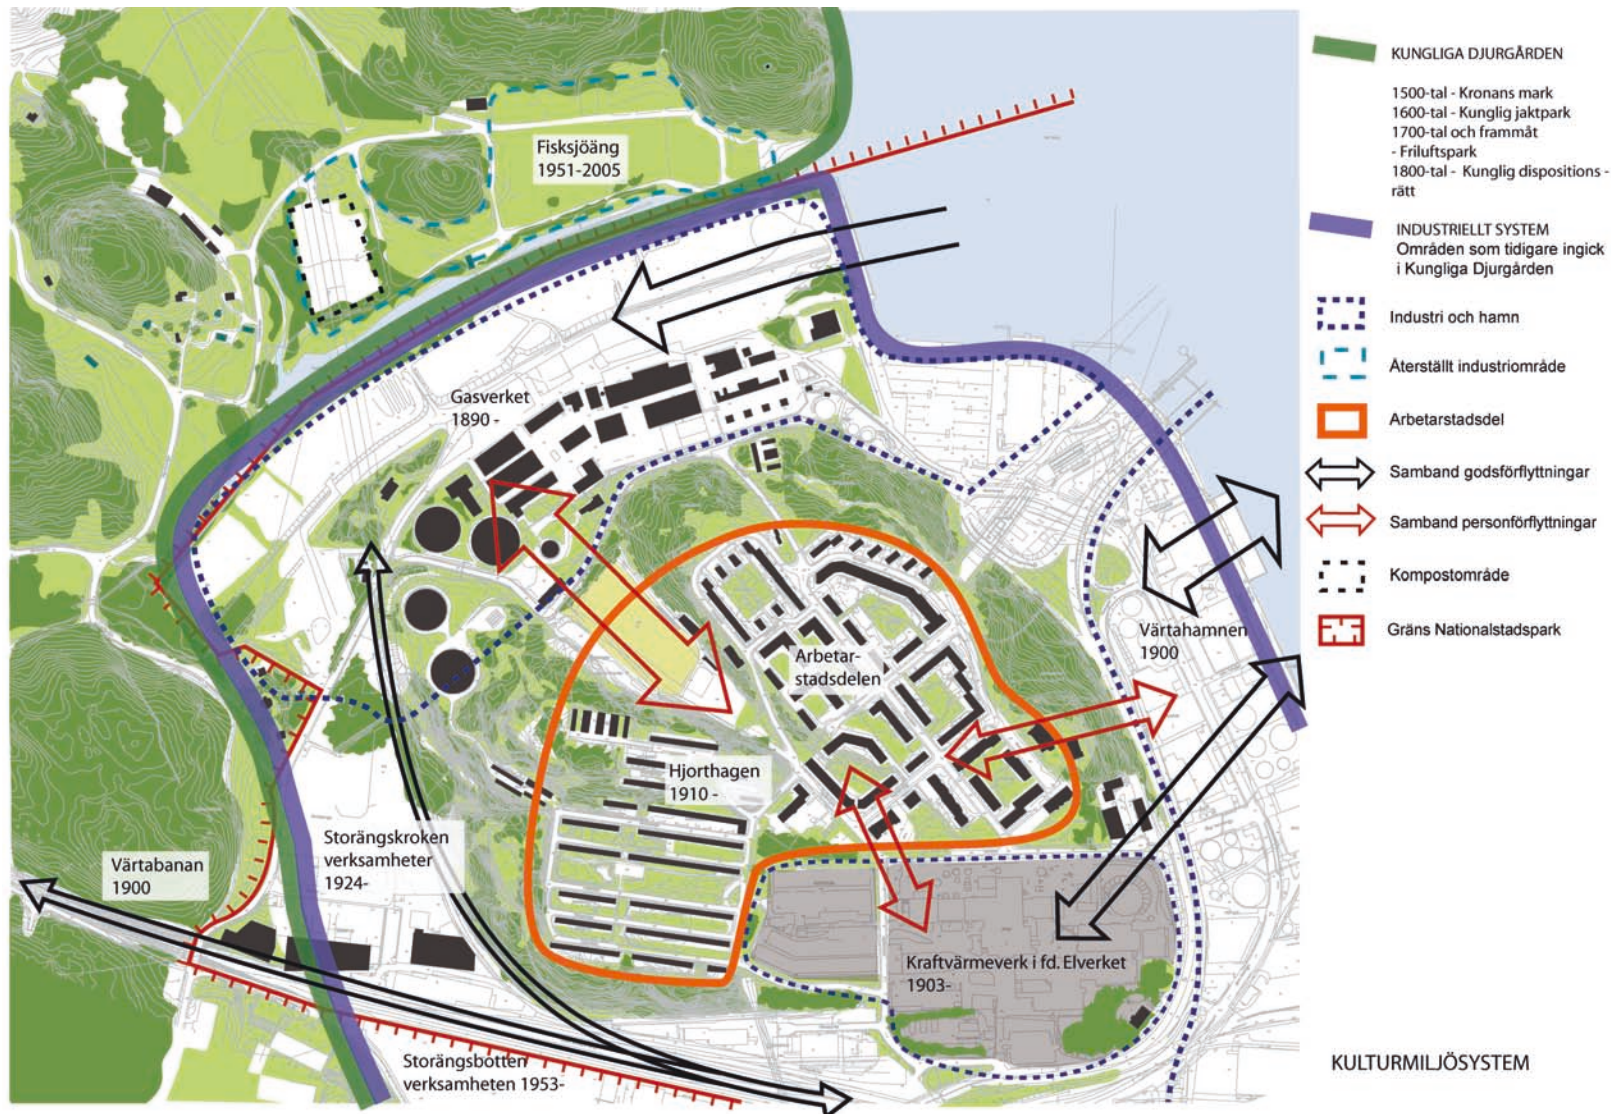 Fisksjöäng
1951-2005
Gasverket
1890 -
Arbetar-
stadsdelen
Värtahamnen
1900
Hjorthagen
1910 -
Storängskroken
verksamheter
1924-
Värtabanan
1900
Kraftvärmeverk i fd. Elverket
1903-
Storängsbotten
verksamheten 1953-
KUNGLIGA DJURGÅRDEN
1500-tal - Kronans mark
1600-tal - Kunglig jaktpark
1700-tal och frammåt
- Friluftspark
1800-tal - Kunglig dispositions -
rätt
INDUSTRIELLT SYSTEM
Områden som tidigare ingick
i Kungliga Djurgården
Industri och hamn
Återställt industriområde
Arbetarstadsdel
Samband godsförflyttningar
Samband personförflyttningar
Kompostområde
Gräns Nationalstadspark
KULTURMILJÖSYSTEM